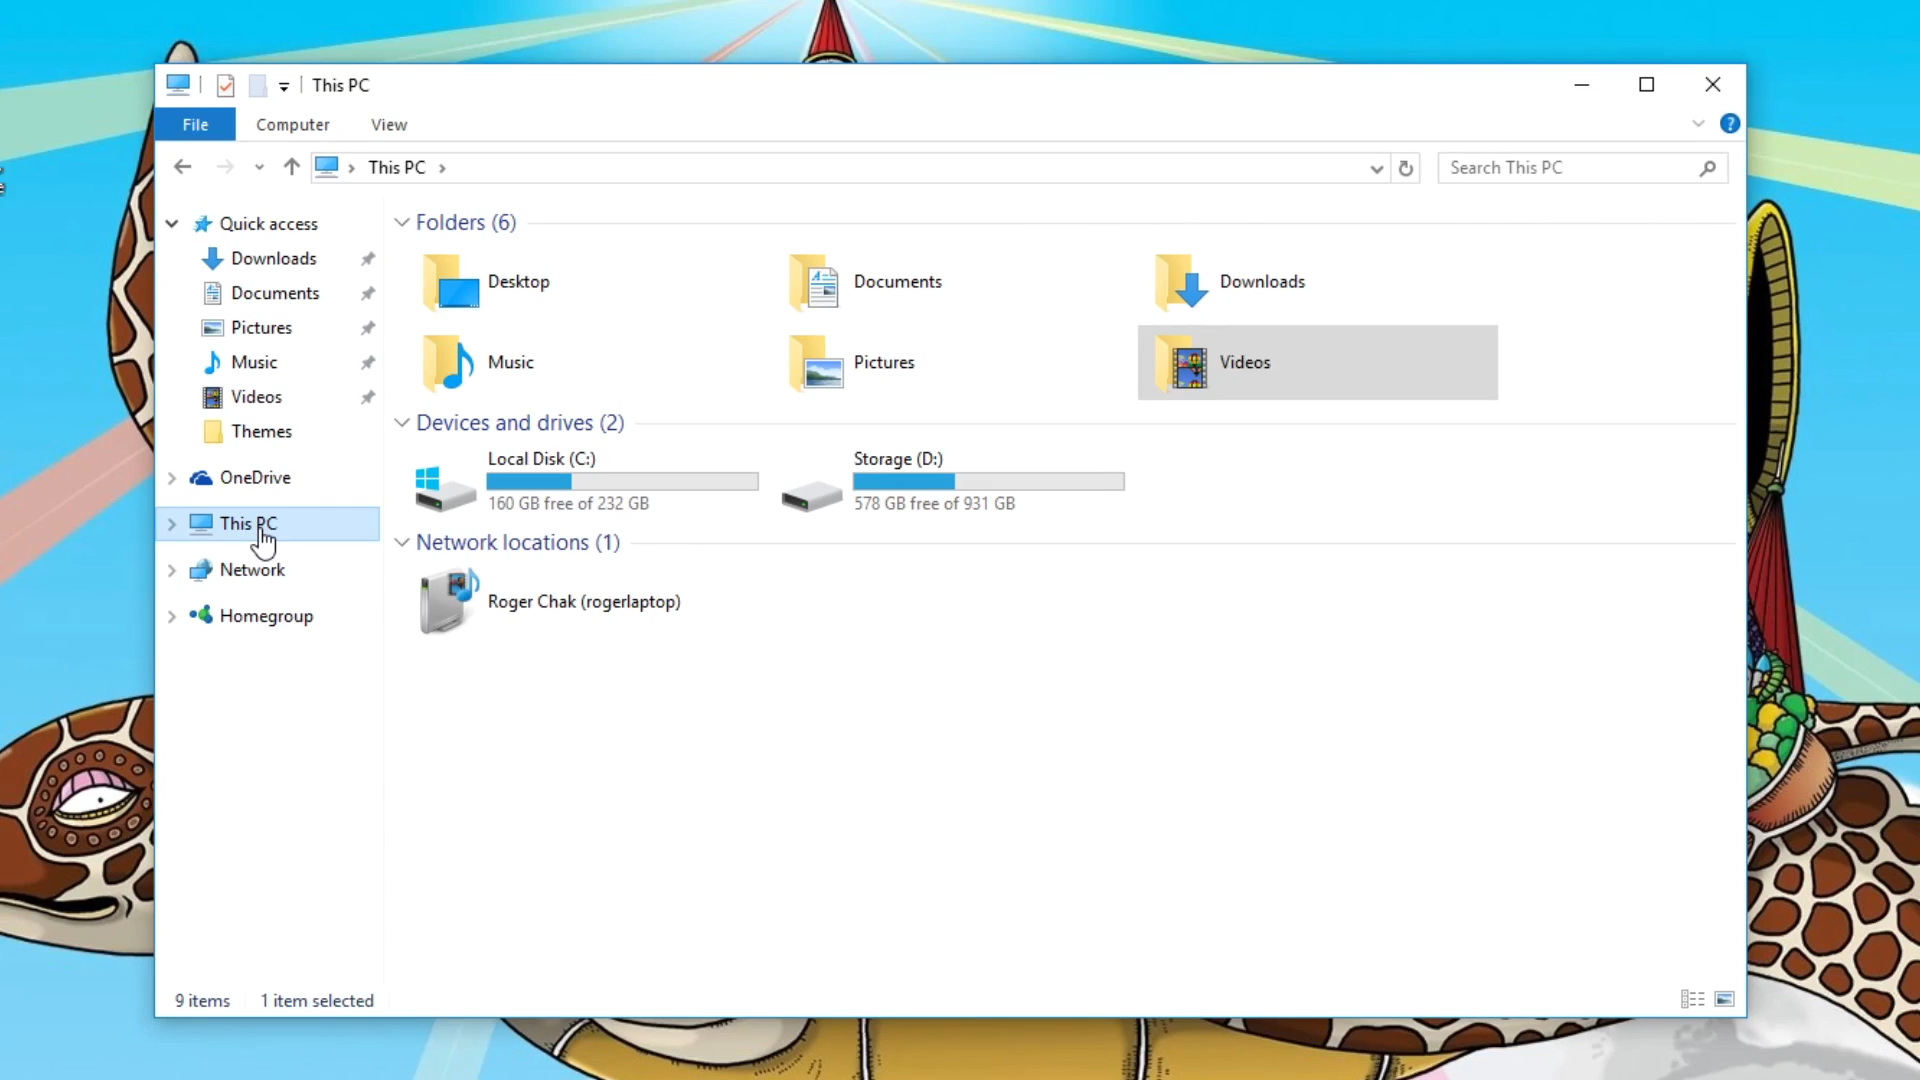 This PC
File Computer View ?
This PC
Search This PC
Quick access
Downloads
Documents
Pictures
Music
Videos
Themes
OneDrive
This PC
Network
Homegroup
Folders (6)
Desktop
Documents
Downloads
Music
Pictures
Videos
Devices and drives (2)
Local Disk (C:)
160 GB free of 232 GB
Storage (D:)
578 GB free of 931 GB
Network locations (1)
Roger Chak (rogerlaptop)
9 items 1 item selected